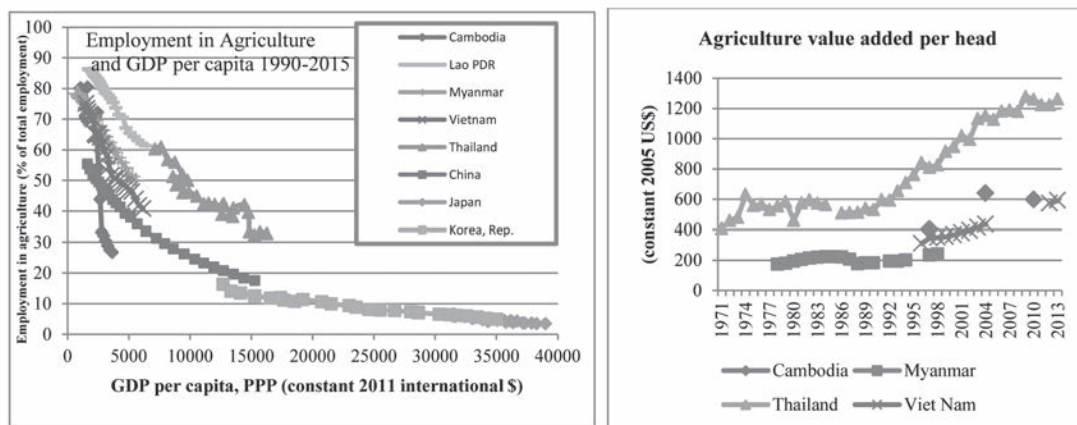 Employment in Agriculture
and GDP per capita 1990-2015
Employment in agriculture (% of total employment)
100
90
80
70
60
50
40
30
20
10
0
0 5000 10000 15000 20000 25000 30000 35000 40000
GDP per capita, PPP (constant 2011 international $)
Cambodia
Lao PDR
Myanmar
Vietnam
Thailand
China
Japan
Korea, Rep.
Agriculture value added per head
(constant 2005 US$)
1400
1200
1000
800
600
400
200
0
1971 1974 1977 1980 1983 1986 1989 1992 1995 1998 2001 2004 2007 2010 2013
Cambodia Myanmar
Thailand Viet Nam